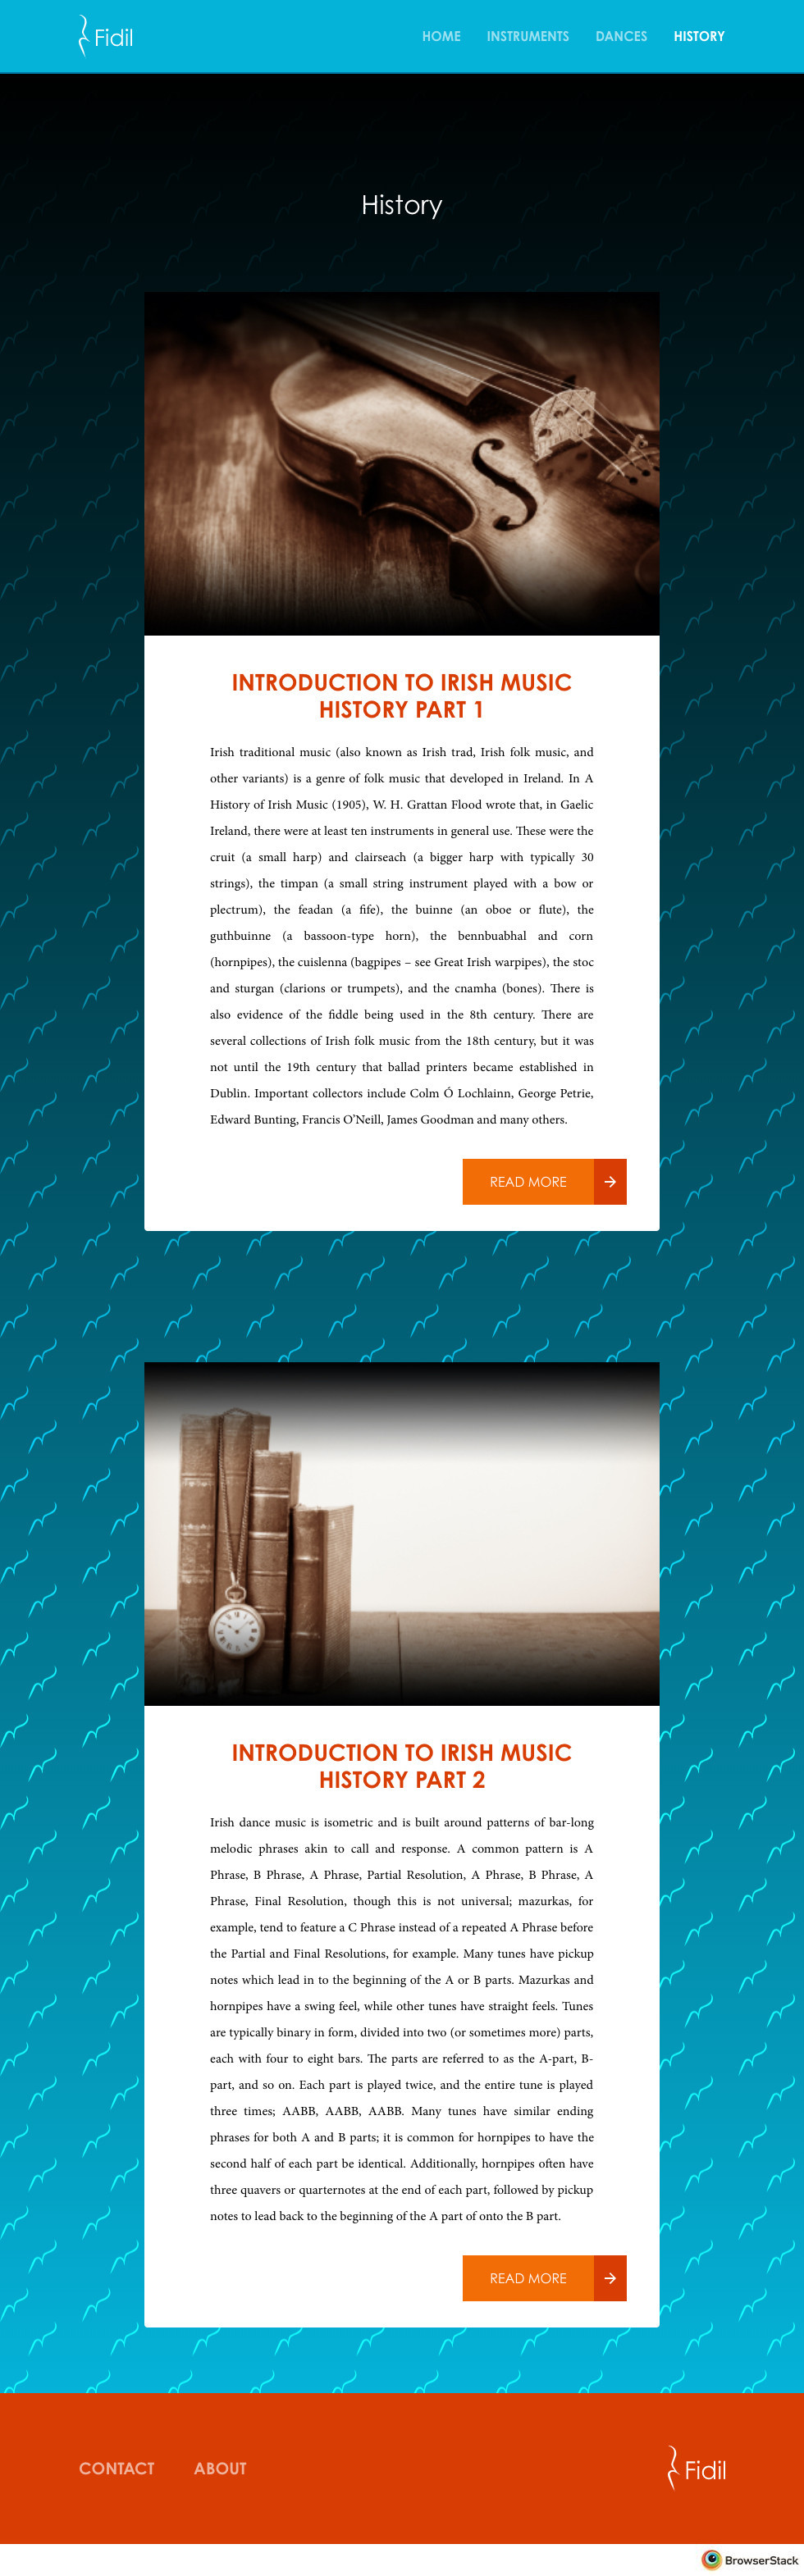 Fidil
HOME INSTRUMENTS DANCES HISTORY
History
INTRODUCTION TO IRISH MUSIC
HISTORY PART 1
Irish traditional music (also known as Irish trad, Irish folk music, and
other variants) is a genre of folk music that developed in Ireland. In A
History of Irish Music (1905), W. H. Grattan Flood wrote that, in Gaelic
Ireland, there were at least ten instruments in general use. These were the
cruit (a small harp) and clairseach (a bigger harp with typically 30
strings), the timpan (a small string instrument played with a bow or
plectrum), the feadan (a fife), the buinne (an oboe or flute), the
guthbuinne (a bassoon-type horn), the bennbuabhal and corn
(hornpipes), the cuislenna (bagpipes – see Great Irish warpipes), the stoc
and sturgan (clarions or trumpets), and the cnamha (bones). There is
also evidence of the fiddle being used in the 8th century. There are
several collections of Irish folk music from the 18th century, but it was
not until the 19th century that ballad printers became established in
Dublin. Important collectors include Colm Ó Lochlainn, George Petrie,
Edward Bunting, Francis O’Neill, James Goodman and many others.
READ MORE →
INTRODUCTION TO IRISH MUSIC
HISTORY PART 2
Irish dance music is isometric and is built around patterns of bar-long
melodic phrases akin to call and response. A common pattern is A
Phrase, B Phrase, A Phrase, Partial Resolution, A Phrase, B Phrase, A
Phrase, Final Resolution, though this is not universal; mazurkas, for
example, tend to feature a C Phrase instead of a repeated A Phrase before
the Partial and Final Resolutions, for example. Many tunes have pickup
notes which lead in to the beginning of the A or B parts. Mazurkas and
hornpipes have a swing feel, while other tunes have straight feels. Tunes
are typically binary in form, divided into two (or sometimes more) parts,
each with four to eight bars. The parts are referred to as the A-part, B-
part, and so on. Each part is played twice, and the entire tune is played
three times; AABB, AABB, AABB. Many tunes have similar ending
phrases for both A and B parts; it is common for hornpipes to have the
second half of each part be identical. Additionally, hornpipes often have
three quavers or quarternotes at the end of each part, followed by pickup
notes to lead back to the beginning of the A part of onto the B part.
READ MORE →
CONTACT ABOUT
Fidil
BrowserStack